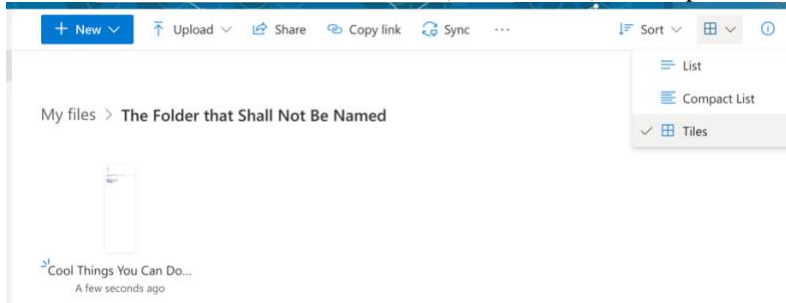 + New Upload Share Copy link Sync ... Sort
List
Compact List
Tiles
My files > The Folder that Shall Not Be Named
Cool Things You Can Do...
A few seconds ago